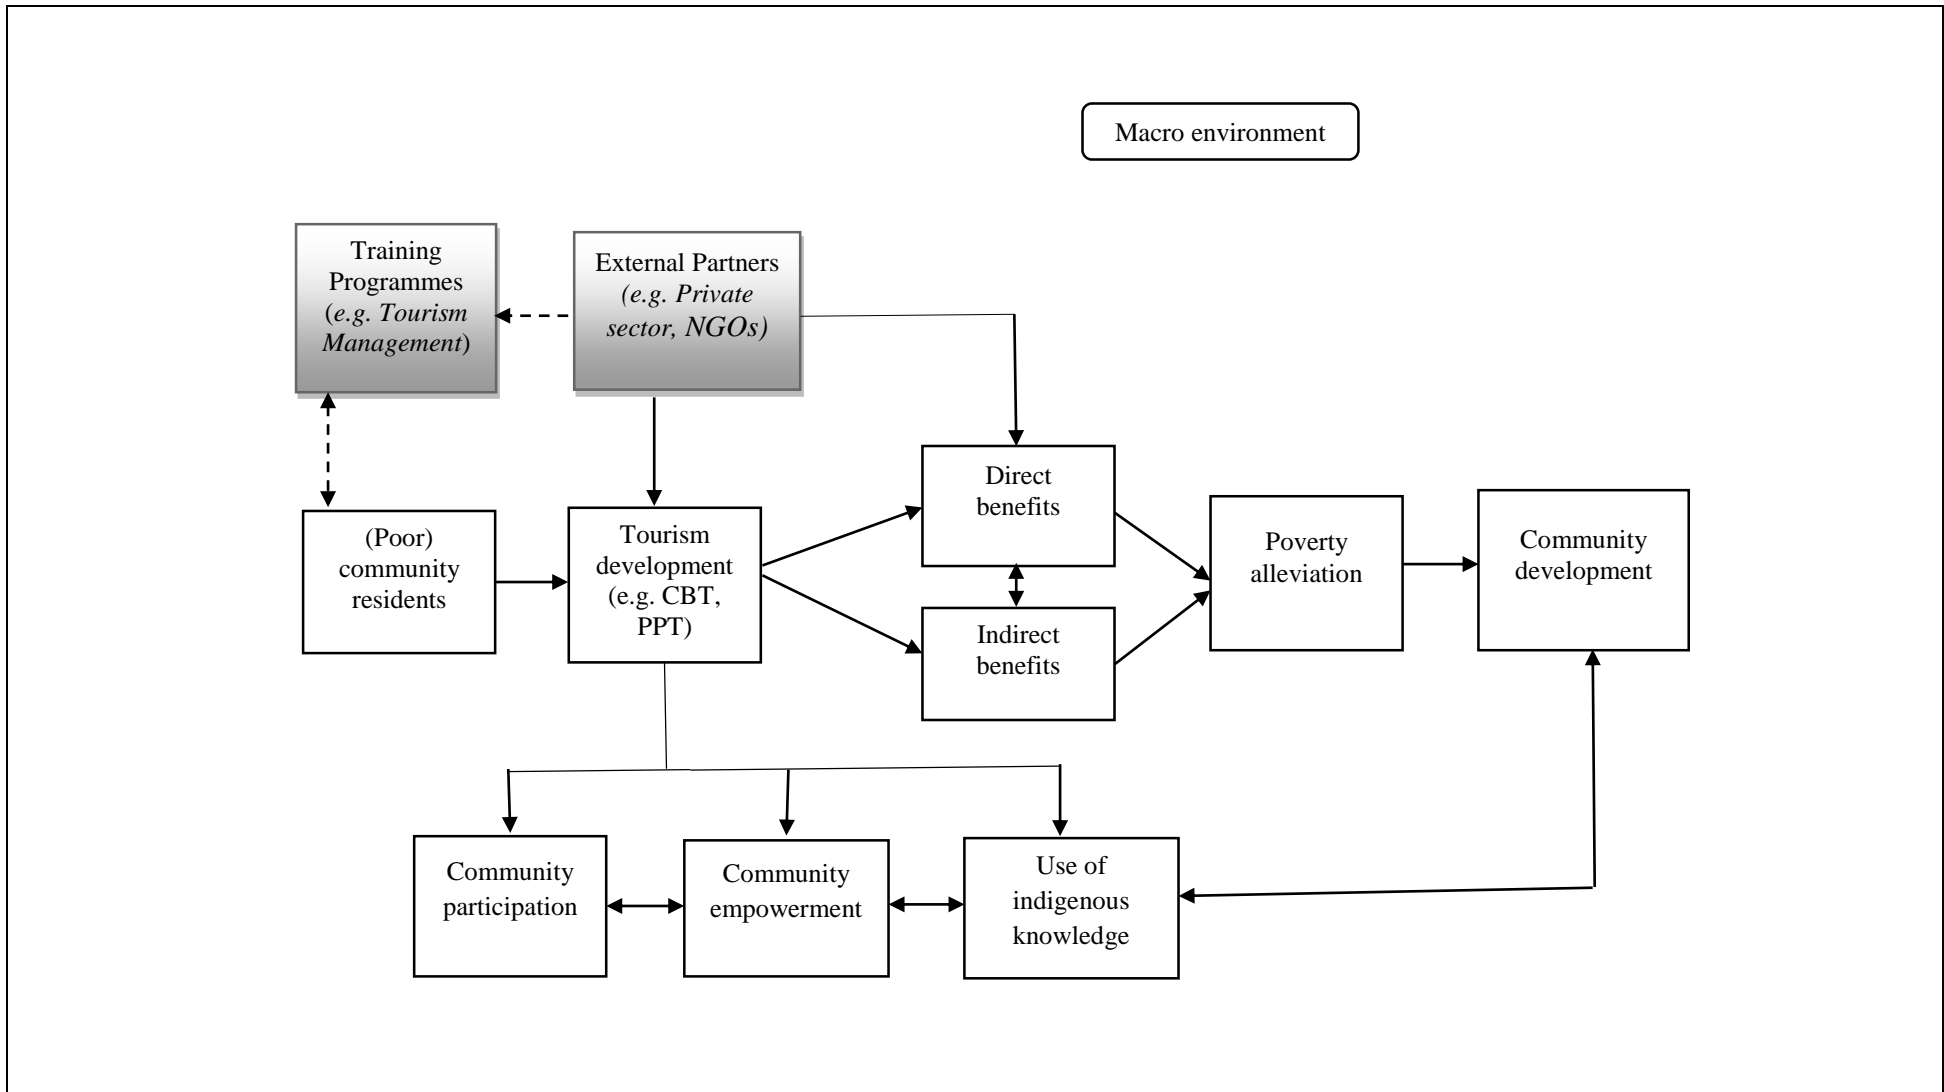 Macro environment
Training
Programmes
(e.g. Tourism
Management)
External Partners
(e.g. Private
sector, NGOs)
Direct
benefits
(Poor)
community
residents
Tourism
development
(e.g. CBT,
PPT)
Poverty
alleviation
Community
development
Indirect
benefits
Community
participation
Community
empowerment
Use of
indigenous
knowledge